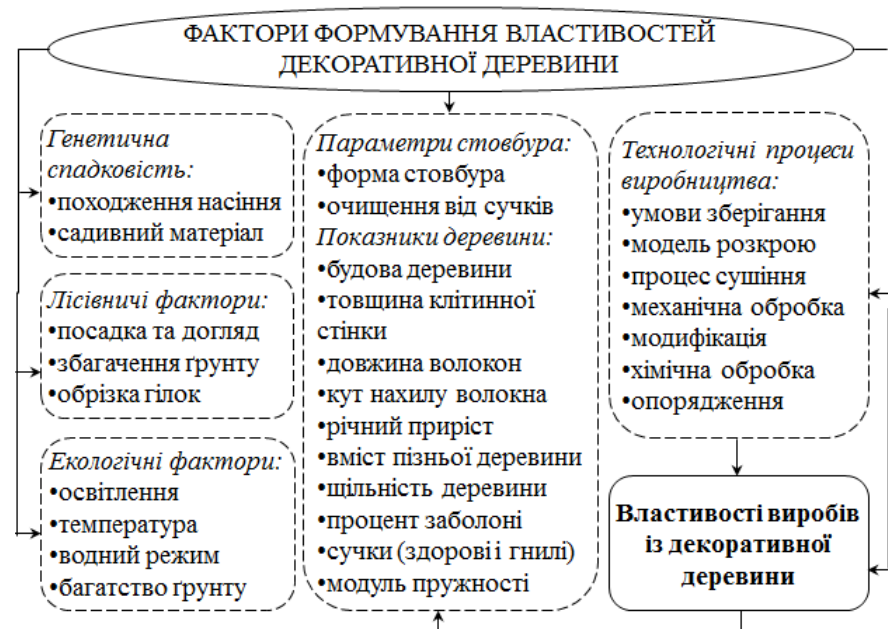 ФАКТОРИ ФОРМУВАННЯ ВЛАСТИВОСТЕЙ
ДЕКОРАТИВНОЇ ДЕРЕВИНИ
Генетична
спадковість:
•походження насіння
•садивний матеріал
Лісівничі фактори:
•посадка та догляд
•збагачення ґрунту
•обрізка гілок
Екологічні фактори:
•освітлення
•температура
•водний режим
•багатство ґрунту
Параметри стовбура:
•форма стовбура
•очищення від сучків
Показники деревини:
•будова деревини
•товщина клітинної
стінки
•довжина волокон
•кут нахилу волокна
•річний приріст
•вміст пізньої деревини
•щільність деревини
•процент заболоні
•сучки (здорові і гнилі)
•модуль пружності
Технологічні процеси
виробництва:
•умови зберігання
•модель розкрою
•процес сушіння
•механічна обробка
•модифікація
•хімічна обробка
•опорядження
Властивості виробів
із декоративної
деревини